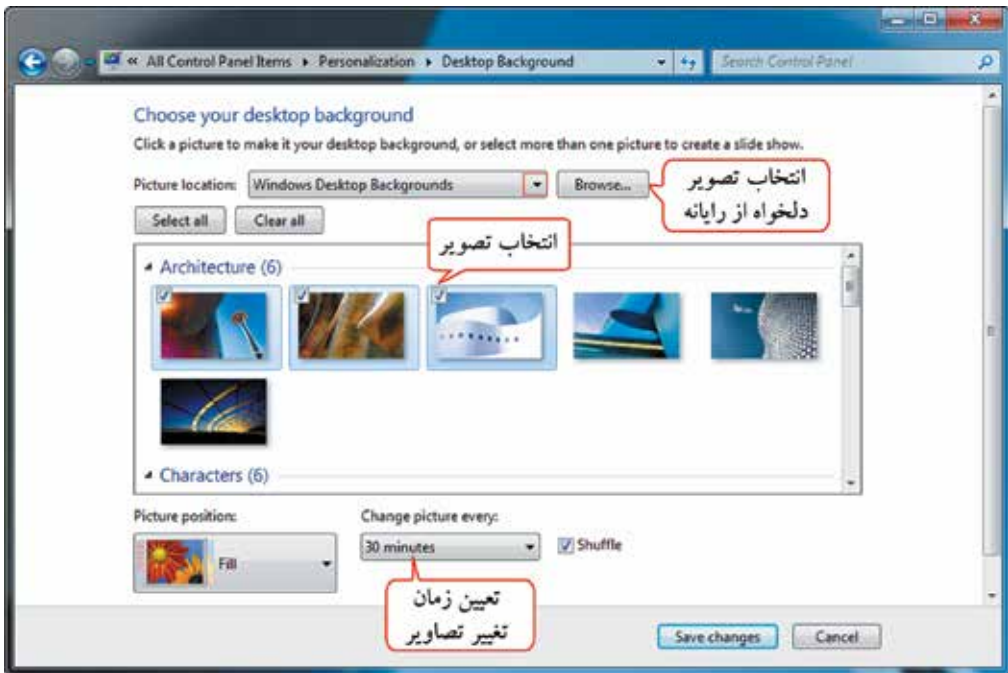 « All Control Panel Items ▸ Personalization ▸ Desktop Background
Search Control Panel
Choose your desktop background
Click a picture to make it your desktop background, or select more than one picture to create a slide show.
Picture location: Windows Desktop Backgrounds Browse...
انتخاب تصویر
دلخواه از رایانه
Select all Clear all
انتخاب تصویر
Architecture (6)
Characters (6)
Picture position: Change picture every:
Fill 30 minutes Shuffle
تعیین زمان
تغییر تصاویر
Save changes Cancel